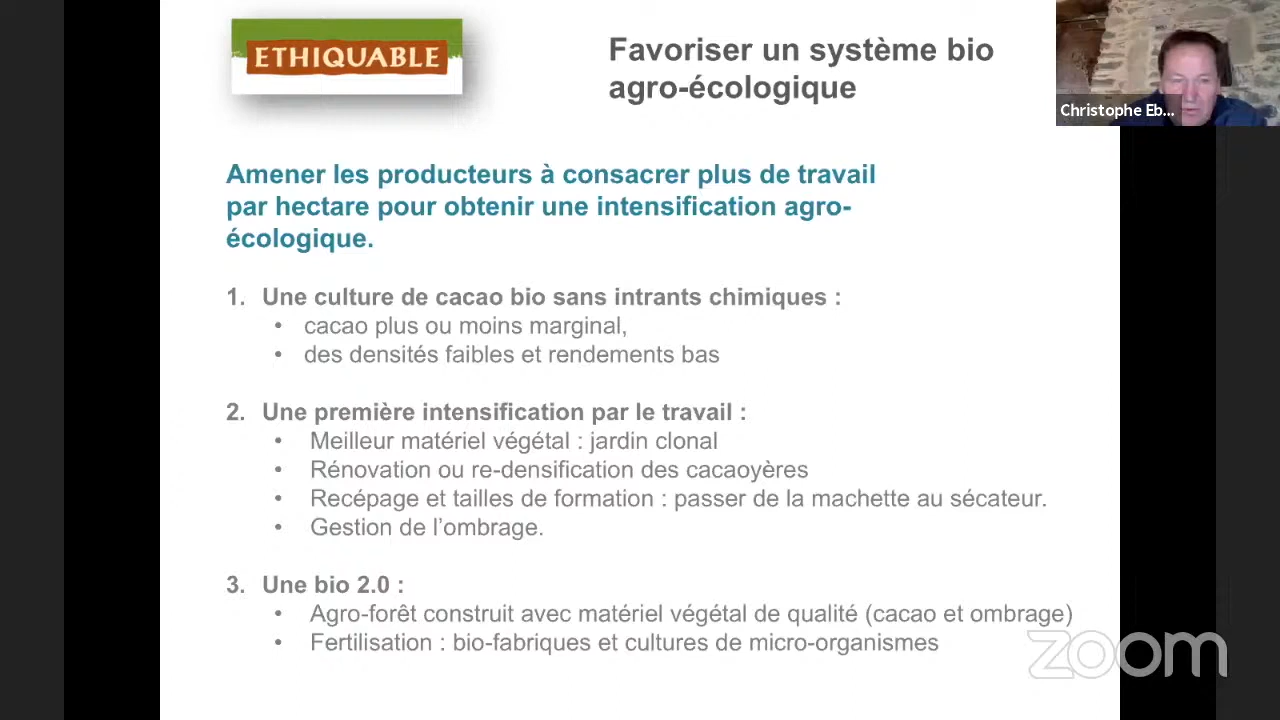 ETHIQUABLE
Favoriser un système bio
agro-écologique
Christophe Eb...
Amener les producteurs à consacrer plus de travail
par hectare pour obtenir une intensification agro-
écologique.
1. Une culture de cacao bio sans intrants chimiques :
• cacao plus ou moins marginal,
• des densités faibles et rendements bas
2. Une première intensification par le travail :
• Meilleur matériel végétal : jardin clonal
• Rénovation ou re-densification des cacaoyères
• Recépage et tailles de formation : passer de la machette au sécateur.
• Gestion de l’ombrage.
3. Une bio 2.0 :
• Agro-forêt construit avec matériel végétal de qualité (cacao et ombrage)
• Fertilisation : bio-fabriques et cultures de micro-organismes
zoom